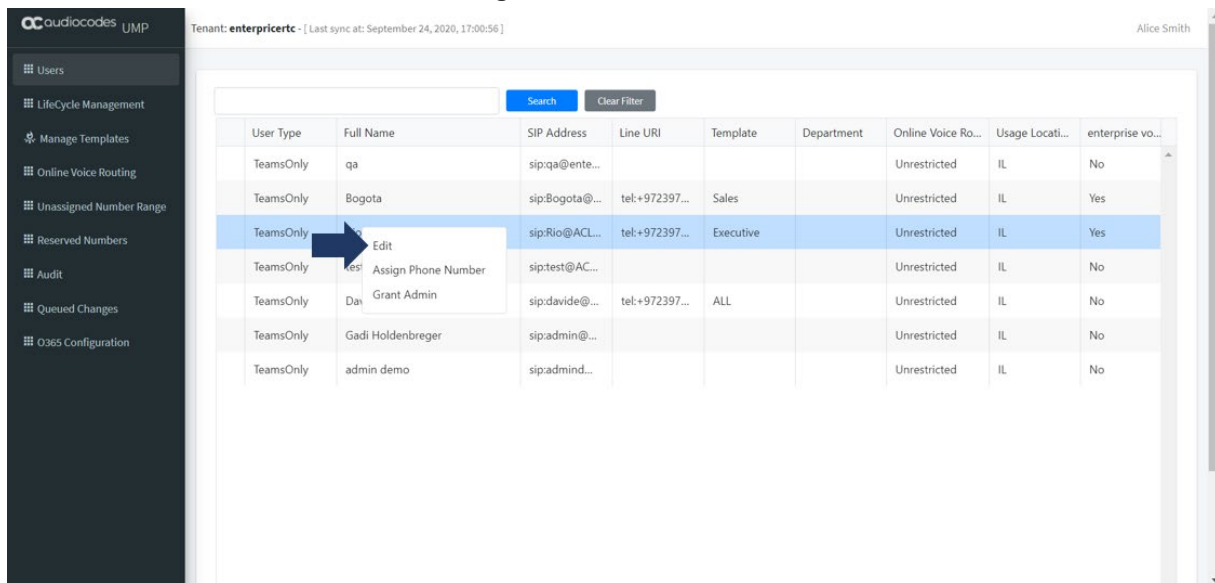 audiocodes UMP
Tenant: enterpricertc - [ Last sync at: September 24, 2020, 17:00:56 ]
Alice Smith
Users
LifeCycle Management
Manage Templates
Online Voice Routing
Unassigned Number Range
Reserved Numbers
Audit
Queued Changes
O365 Configuration
Search Clear Filter
User Type Full Name SIP Address Line URI Template Department Online Voice Ro... Usage Locati... enterprise vo...
TeamsOnly qa sip:qa@ente... Unrestricted IL No
TeamsOnly Bogota sip:Bogota@... tel:+972397... Sales Unrestricted IL Yes
TeamsOnly sip:Rio@ACL... tel:+972397... Executive Unrestricted IL Yes
Edit
TeamsOnly sip:test@AC... Unrestricted IL No
Assign Phone Number
Grant Admin
TeamsOnly sip:davide@... tel:+972397... ALL Unrestricted IL No
TeamsOnly Gadi Holdenbreger sip:admin@... Unrestricted IL No
TeamsOnly admin demo sip:admind... Unrestricted IL No